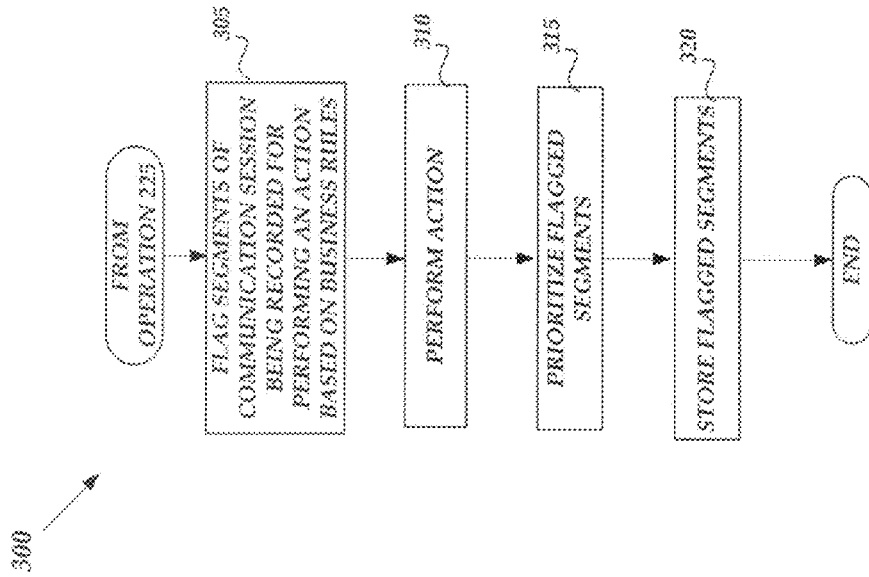 300
FROM
OPERATION 225
305
FLAG SEGMENTS OF
COMMUNICATION SESSION
BEING RECORDED FOR
PERFORMING AN ACTION
BASED ON BUSINESS RULES
310
PERFORM ACTION
315
PRIORITIZE FLAGGED
SEGMENTS
320
STORE FLAGGED SEGMENTS
END